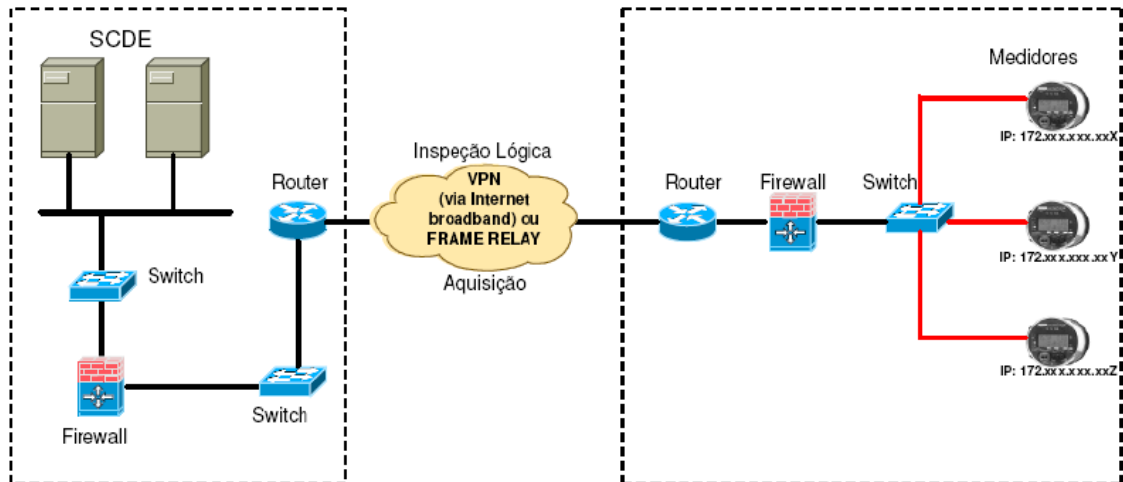 SCDE
Switch
Firewall
Switch
Router
Inspeção Lógica
VPN
(via Internet
broadband) ou
FRAME RELAY
Aquisição
Router
Firewall
Switch
Medidores
IP: 172.xxx.xxx.xxX
IP: 172.xxx.xxx.xxY
IP: 172.xxx.xxx.xxZ